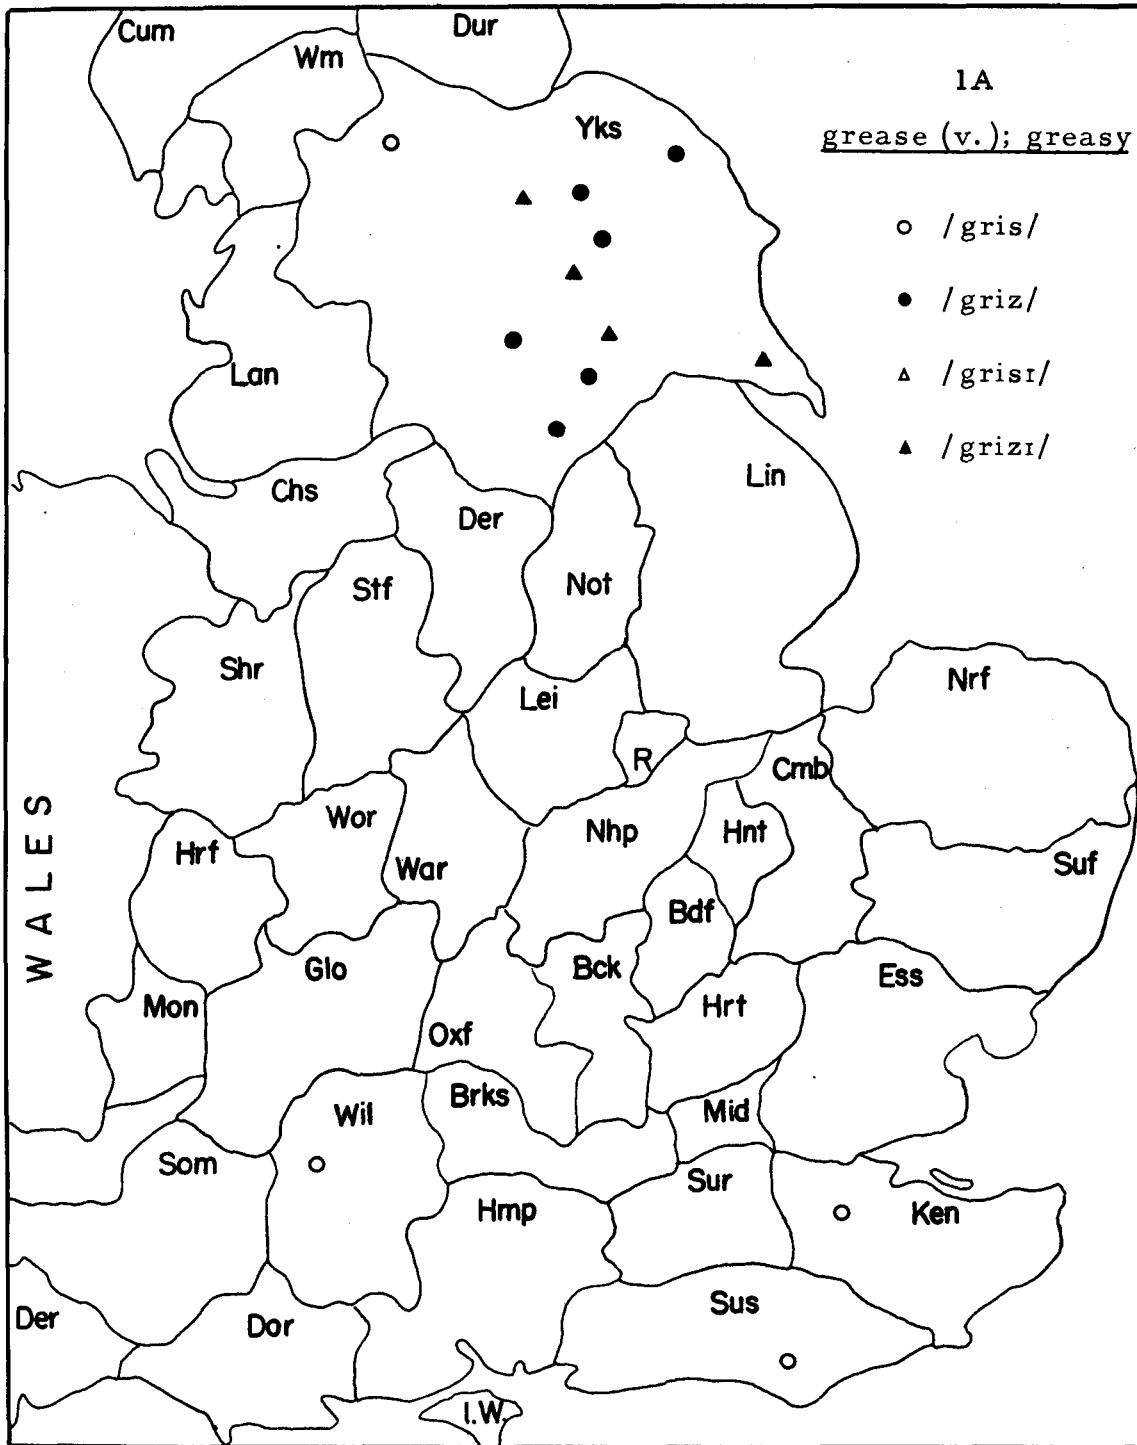 Cum
Wm
Dur
Yks
1A
grease (v.); greasy
/gris/
/griz/
/grisɪ/
/grizɪ/
Lan
Chs
Der
Lin
Stf
Not
Shr
Lei
Nrf
R
Cmb
WALES
Hrf
Wor
War
Nhp
Hnt
Suf
Bdf
Glo
Bck
Ess
Mon
Oxf
Hrt
Wil
Brks
Mid
Som
Sur
Hmp
Ken
Der
Dor
Sus
I.W.